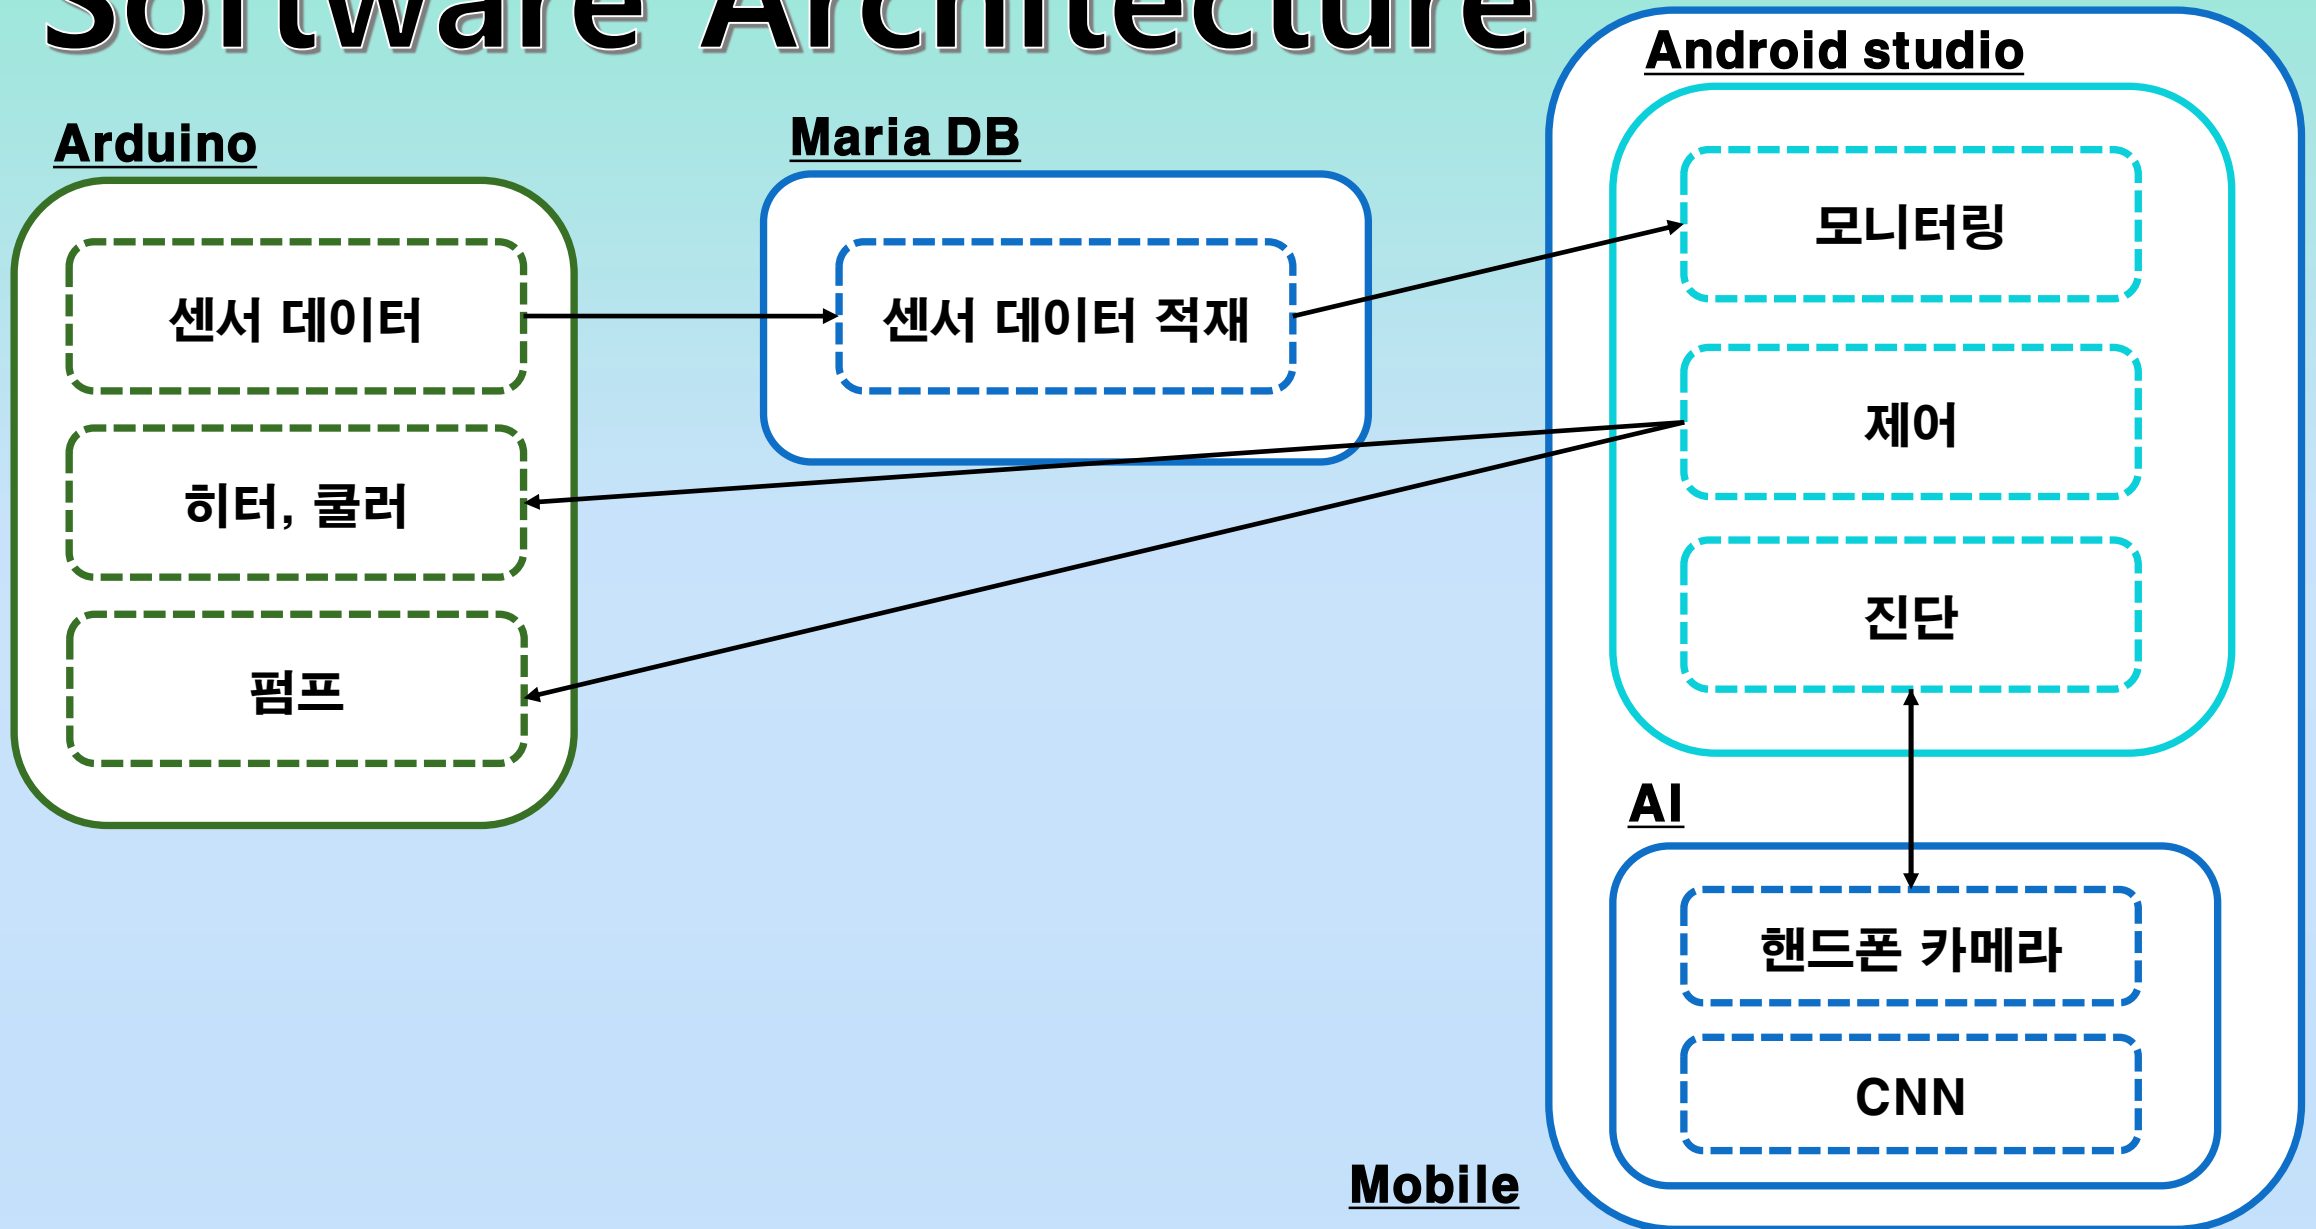 Software Architecture
Arduino
센서 데이터
히터, 쿨러
펌프
Maria DB
센서 데이터 적재
Android studio
모니터링
제어
진단
AI
핸드폰 카메라
CNN
Mobile